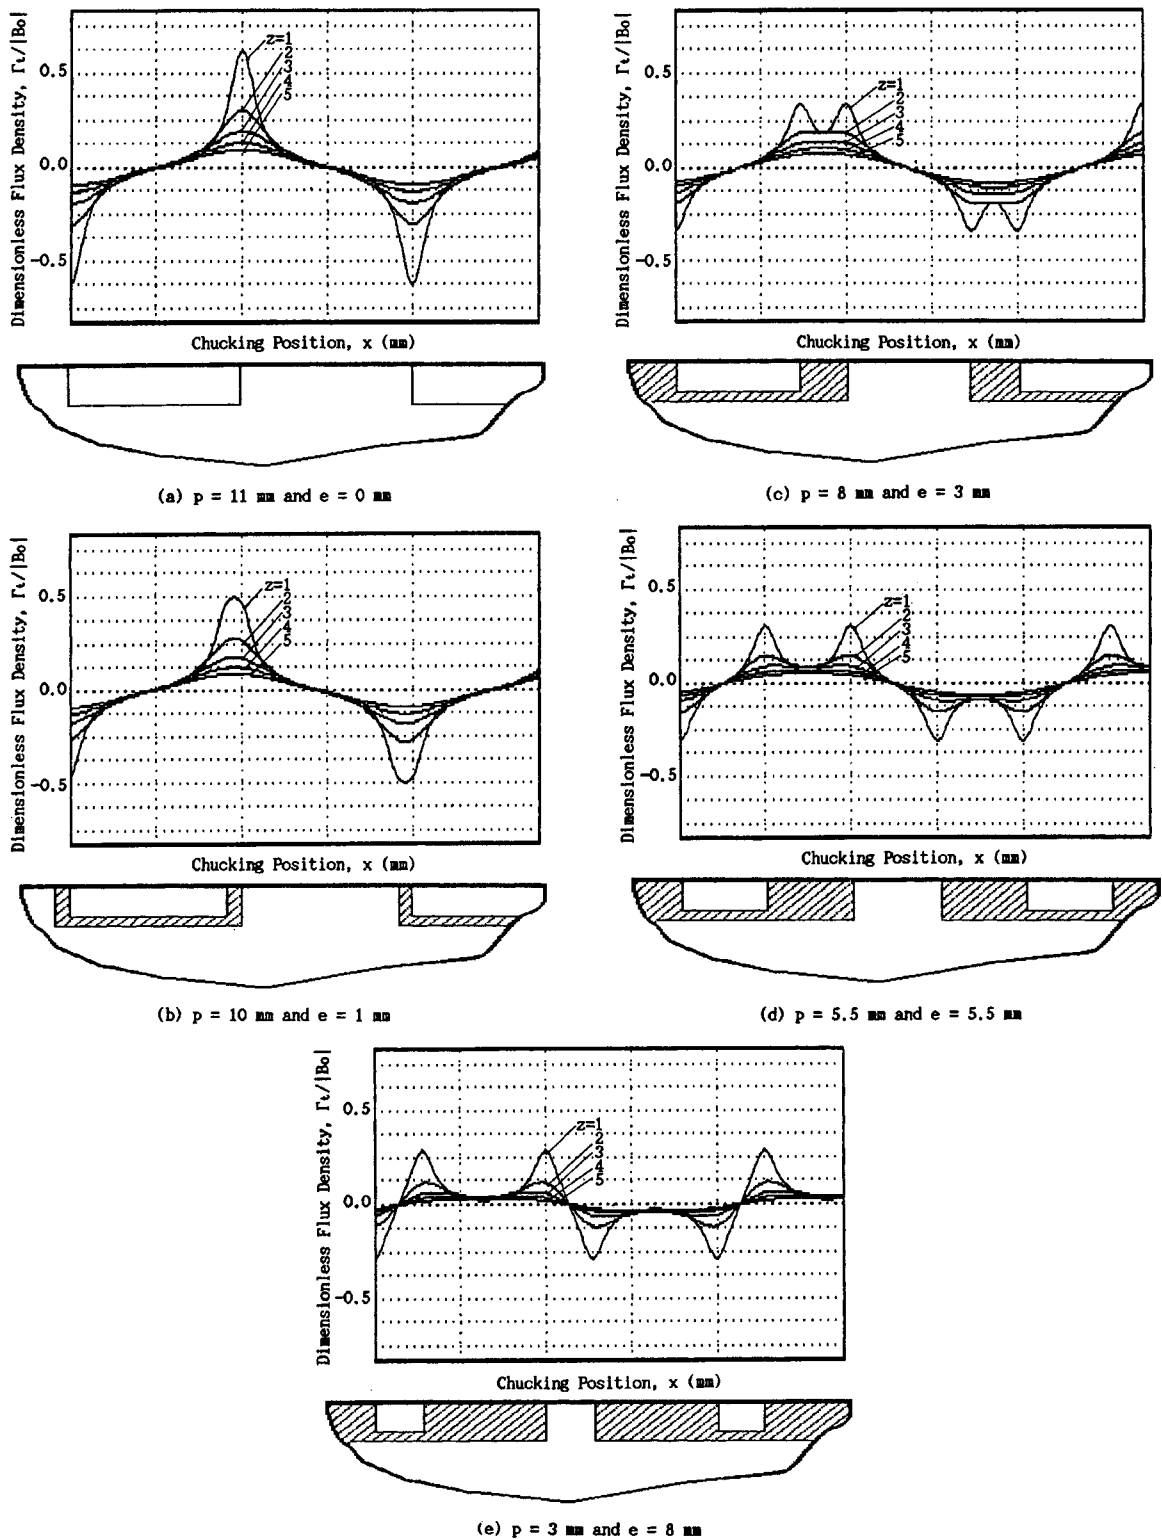 Dimensionless Flux Density, Γι/|Bo|
0.5
0.0
-0.5
z=1
2
3
4
5
Chucking Position, x (mm)
(a) p = 11 mm and e = 0 mm
Dimensionless Flux Density, Γι/|Bo|
0.5
0.0
-0.5
z=1
2
3
4
5
Chucking Position, x (mm)
(c) p = 8 mm and e = 3 mm
Dimensionless Flux Density, Γι/|Bo|
0.5
0.0
-0.5
z=1
2
3
4
5
Chucking Position, x (mm)
(b) p = 10 mm and e = 1 mm
Dimensionless Flux Density, Γι/|Bo|
0.5
0.0
-0.5
z=1
2
3
4
5
Chucking Position, x (mm)
(d) p = 5.5 mm and e = 5.5 mm
Dimensionless Flux Density, Γι/|Bo|
0.5
0.0
-0.5
z=1
2
3
4
5
Chucking Position, x (mm)
(e) p = 3 mm and e = 8 mm